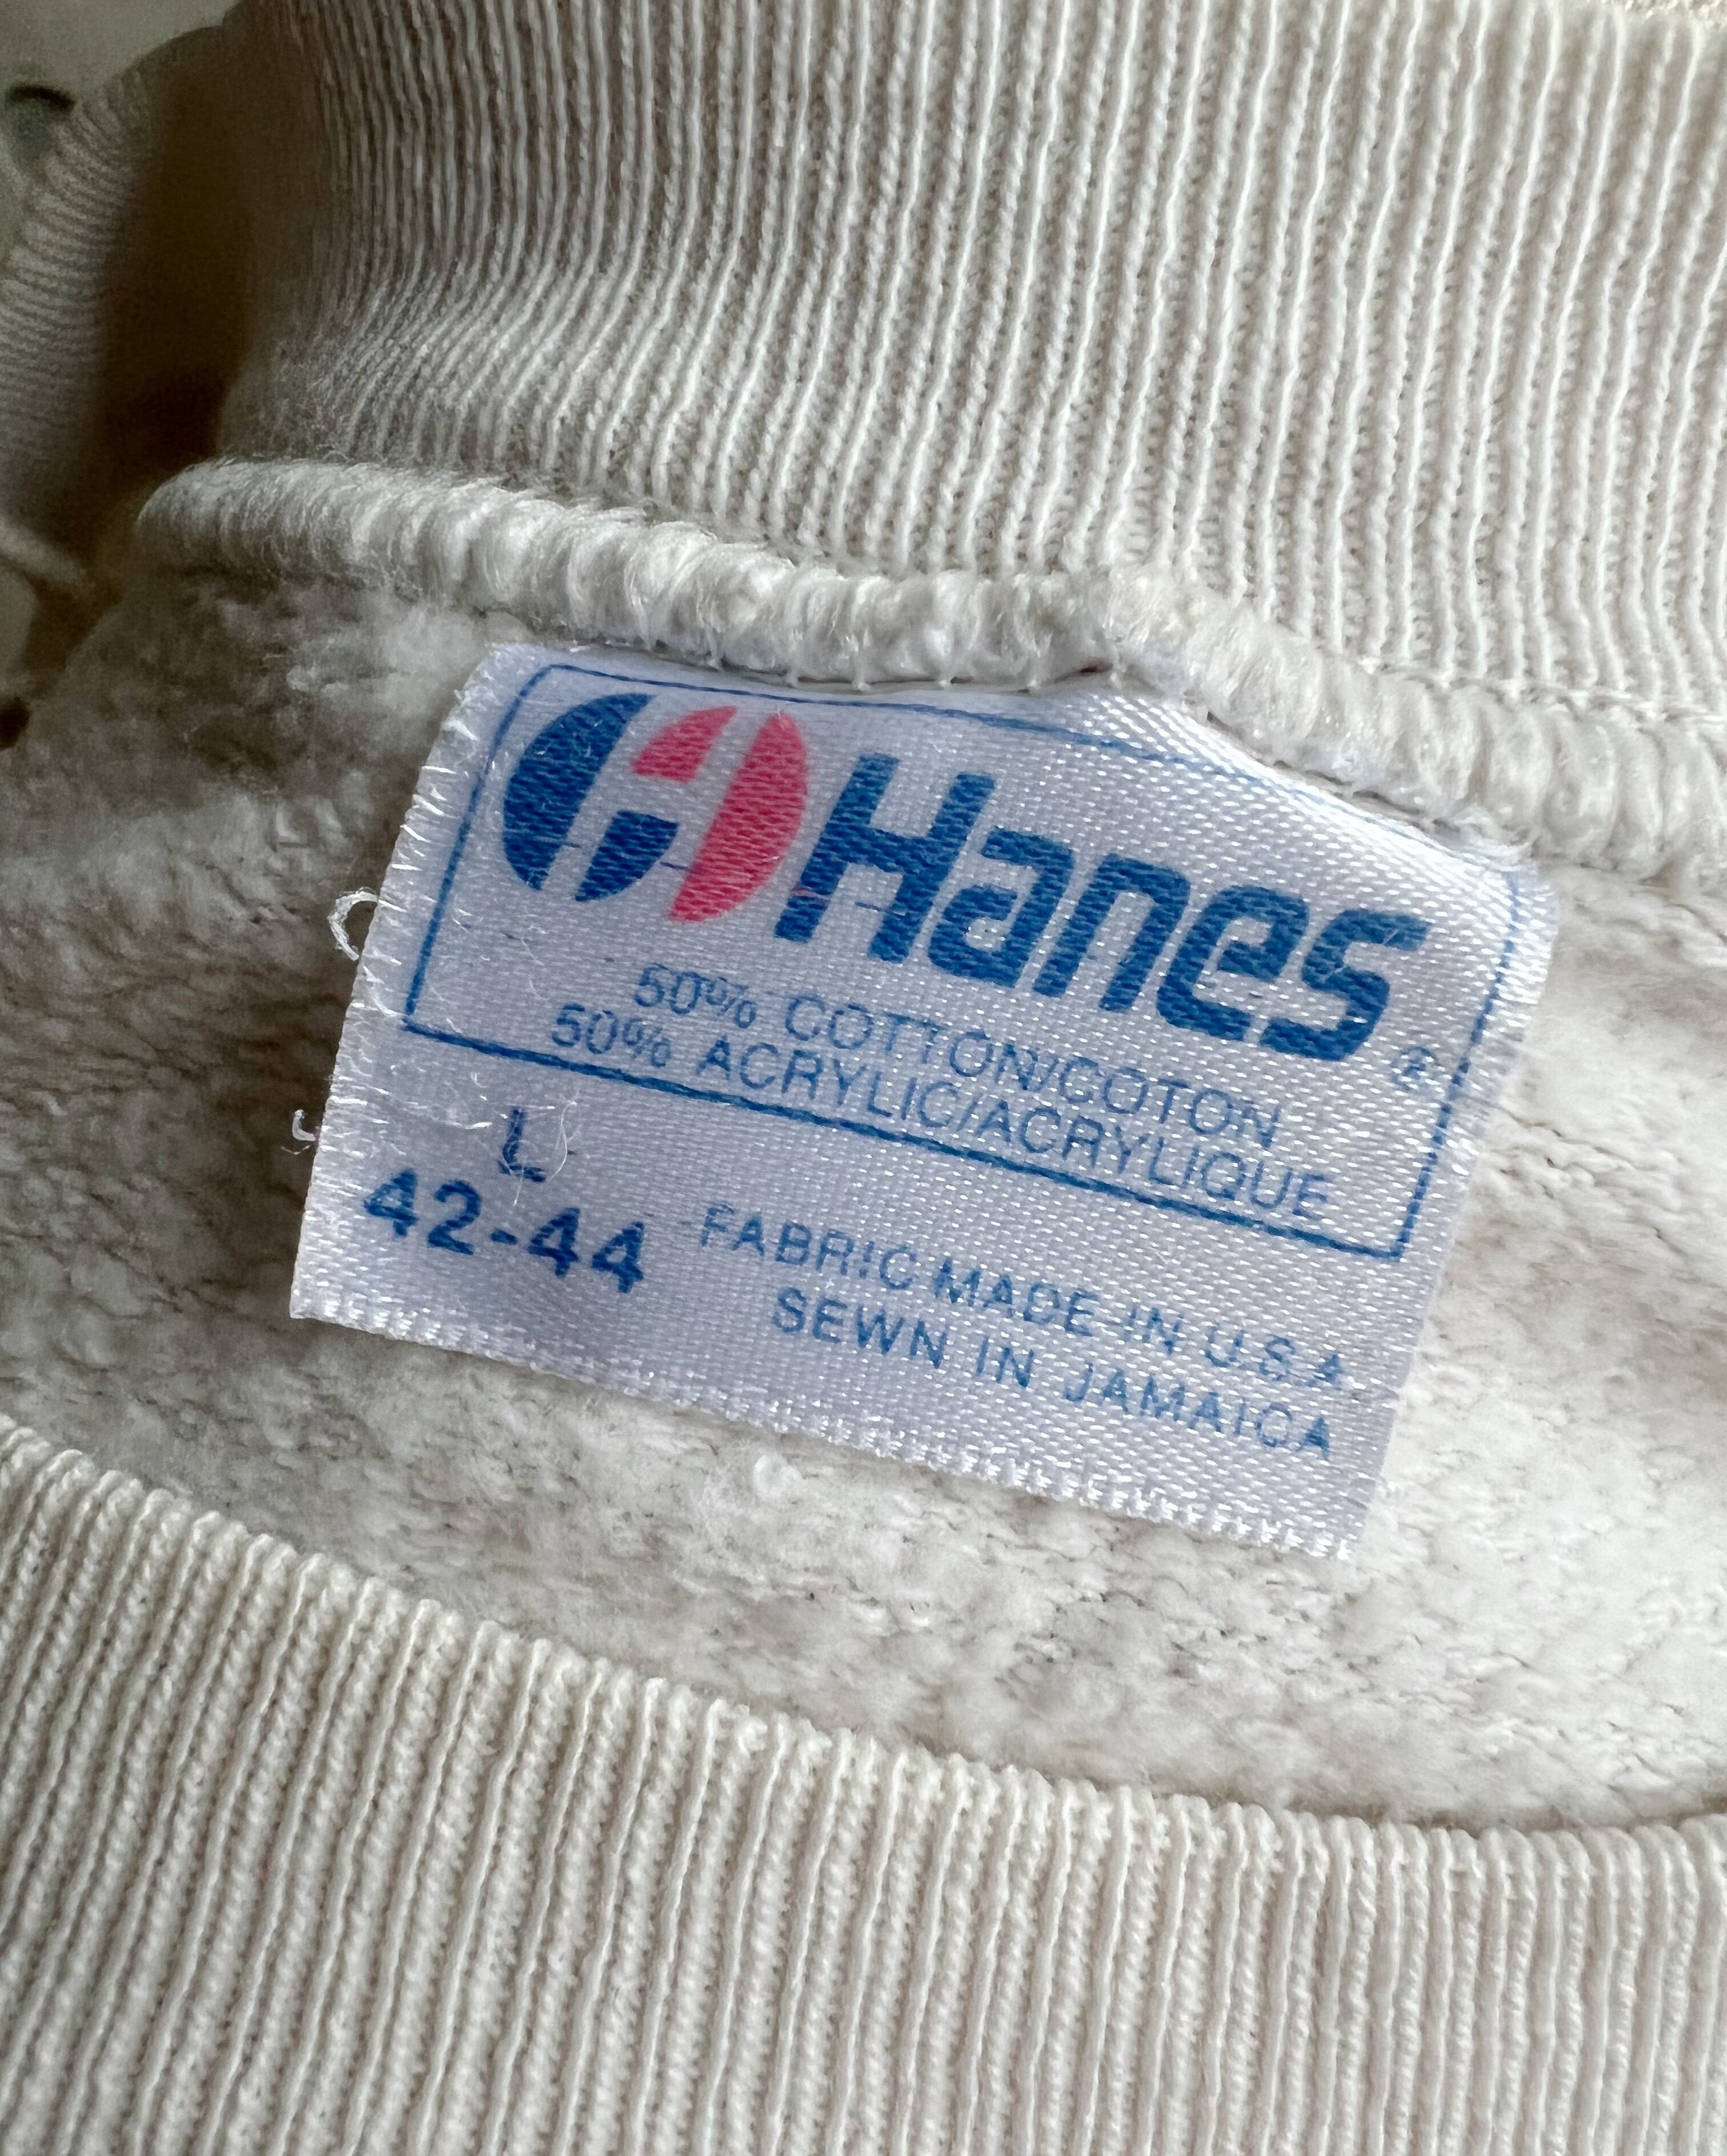 Hanes®
50% COTTON/COTON
50% ACRYLIC/ACRYLIQUE
L
42-44
FABRIC MADE IN U.S.A.
SEWN IN JAMAICA